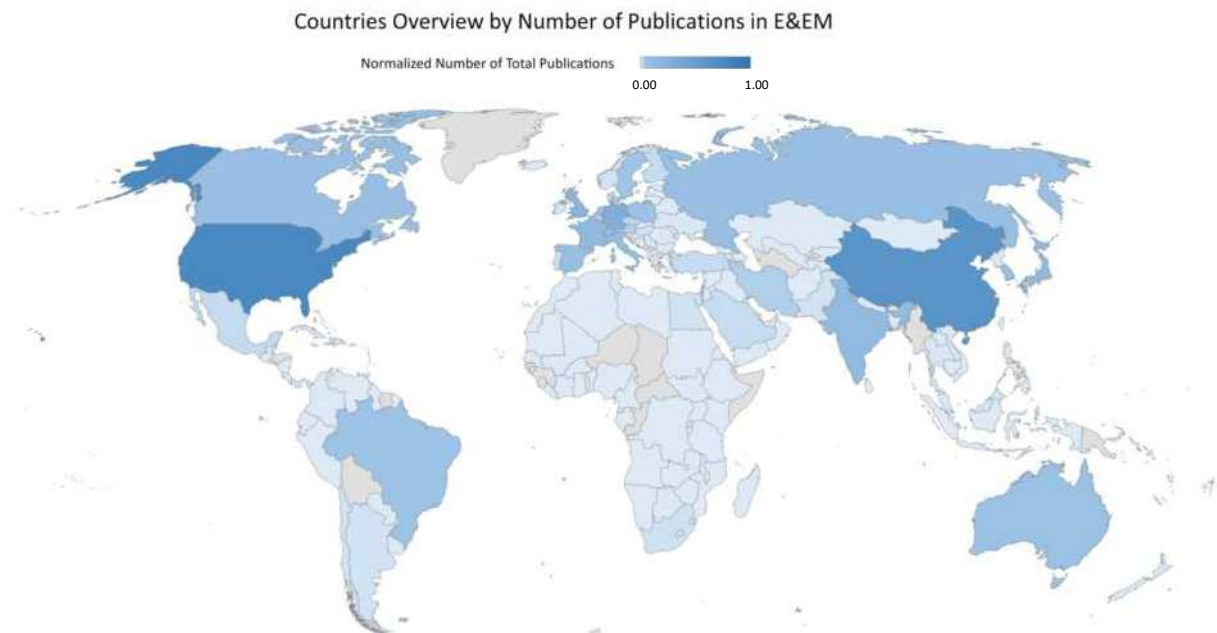 Countries Overview by Number of Publications in E&EM
Normalized Number of Total Publications
0.00 1.00